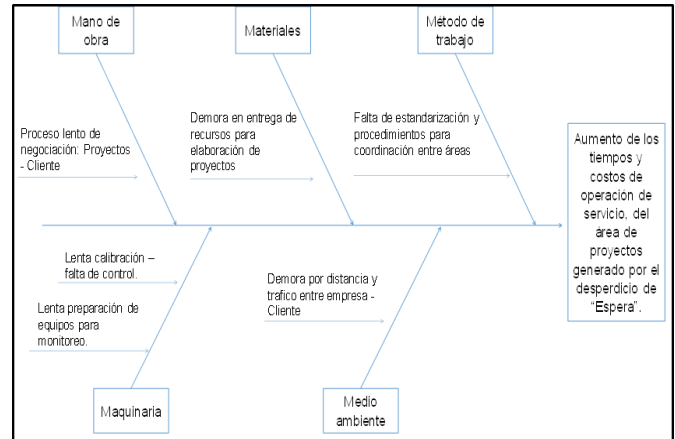 Mano de
obra
Materiales
Método de
trabajo
Proceso lento de
negociación: Proyectos
- Cliente
Demora en entrega de
recursos para
elaboración de
proyectos
Falta de estandarización y
procedimientos para
coordinación entre áreas
Aumento de los
tiempos y
costos de
operación de
servicio, del
área de
proyectos
generado por el
desperdicio de
“Espera”.
Lenta calibración –
falta de control.
Lenta preparación de
equipos para
monitoreo.
Demora por distancia y
trafico entre empresa -
Cliente
Maquinaria
Medio
ambiente